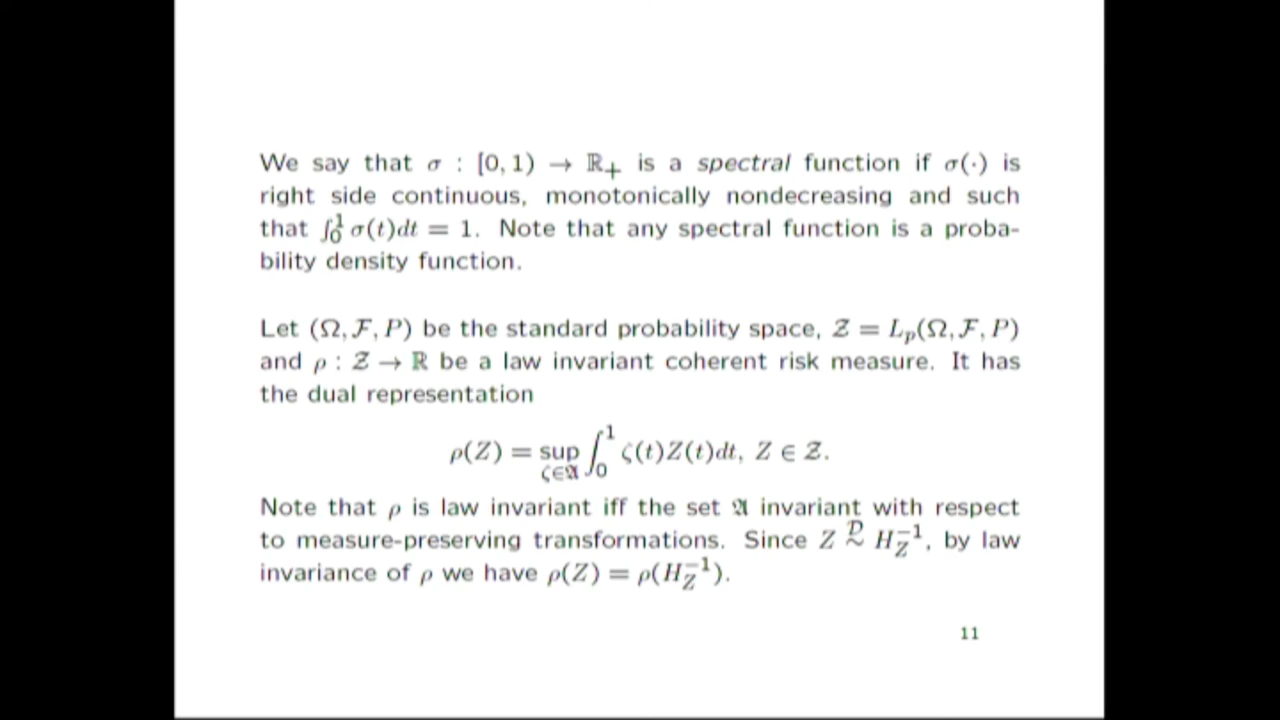 We say that σ : [0, 1) → ℝ₊ is a spectral function if σ(·) is
right side continuous, monotonically nondecreasing and such
that ∫₀¹ σ(t)dt = 1. Note that any spectral function is a proba-
bility density function.
Let (Ω, ℱ, P) be the standard probability space, 𝒵 = Lₚ(Ω, ℱ, P)
and ρ : 𝒵 → ℝ be a law invariant coherent risk measure. It has
the dual representation
ρ(Z) = sup_{ζ∈𝔄} ∫₀¹ ζ(t)Z(t)dt, Z ∈ 𝒵.
Note that ρ is law invariant iff the set 𝔄 invariant with respect
to measure-preserving transformations. Since Z \overset{𝒟}{∼} H_Z^{-1}, by law
invariance of ρ we have ρ(Z) = ρ(H_Z^{-1}).
11